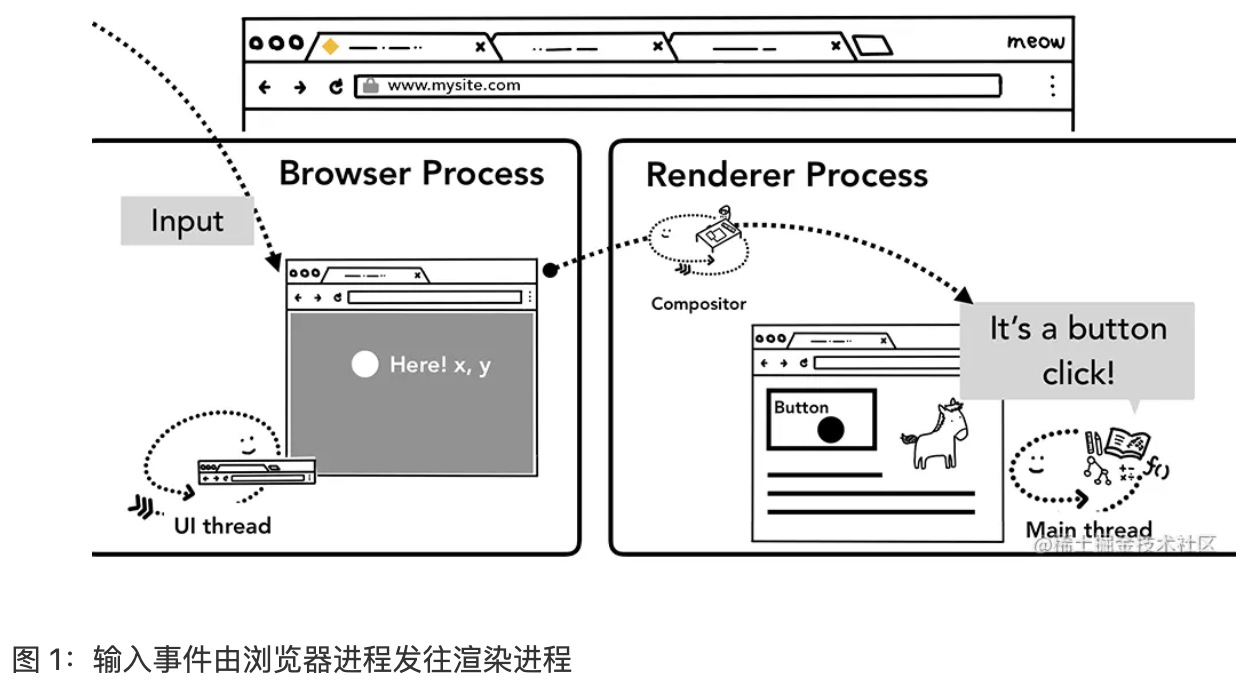 meow
www.mysite.com
Browser Process
Input
Here! x, y
UI thread
Renderer Process
Compositor
It's a button
click!
Button
f()
Main thread
@稀土掘金技术社区
图 1：输入事件由浏览器进程发往渲染进程